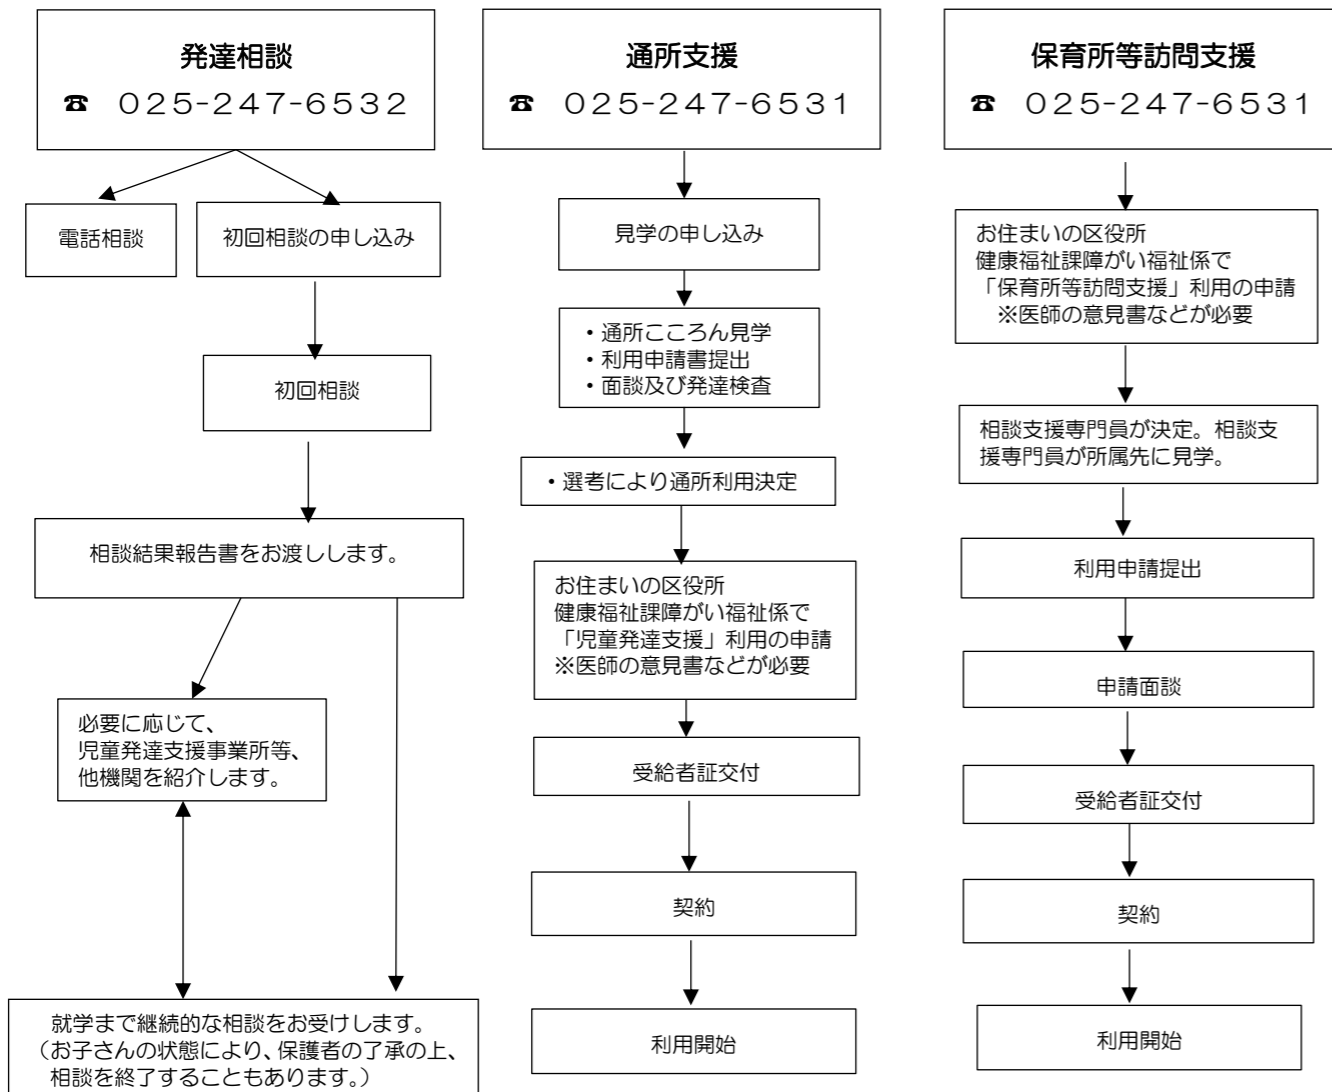 発達相談
☎ 025-247-6532
電話相談
初回相談の申し込み
初回相談
相談結果報告書をお渡しします。
必要に応じて、
児童発達支援事業所等、
他機関を紹介します。
就学まで継続的な相談をお受けします。
（お子さんの状態により、保護者の了承の上、
相談を終了することもあります。）
通所支援
☎ 025-247-6531
見学の申し込み
・通所こころん見学
・利用申請書提出
・面談及び発達検査
・選考により通所利用決定
お住まいの区役所
健康福祉課障がい福祉係で
「児童発達支援」利用の申請
※医師の意見書などが必要
受給者証交付
契約
利用開始
保育所等訪問支援
☎ 025-247-6531
お住まいの区役所
健康福祉課障がい福祉係で
「保育所等訪問支援」利用の申請
※医師の意見書などが必要
相談支援専門員が決定。相談支
援専門員が所属先に見学。
利用申請提出
申請面談
受給者証交付
契約
利用開始